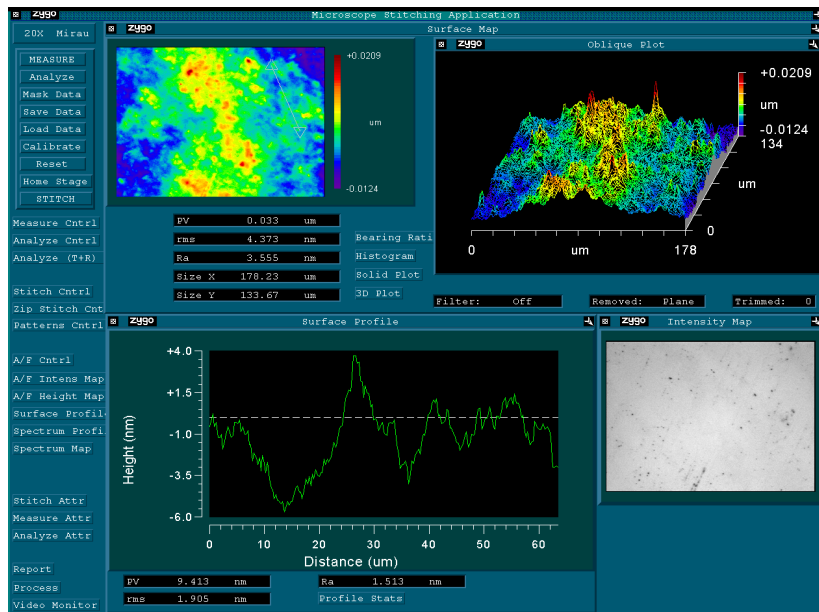 zygo
Microscope Stitching Application
20X Mirau
MEASURE
Analyze
Mask Data
Save Data
Load Data
Calibrate
Reset
Home Stage
STITCH
Measure Cntrl
Analyze Cntrl
Analyze (T+R)
Stitch Cntrl
Zip Stitch Cnt
Patterns Cntrl
A/F Cntrl
A/F Intens Map
A/F Height Map
Surface Profile
Spectrum Profi
Spectrum Map
Stitch Attr
Measure Attr
Analyze Attr
Report
Process
Video Monitor
zygo
Surface Map
+0.0209
um
-0.0124
PV 0.033 um
rms 4.373 nm
Ra 3.555 nm
Size X 178.23 um
Size Y 133.67 um
Bearing Rati
Histogram
Solid Plot
3D Plot
zygo
Oblique Plot
+0.0209
um
-0.0124
134
um
0
0 um 178
Filter: Off
Removed: Plane
Trimmed: 0
zygo
Surface Profile
+4.0
+1.5
-1.0
-3.5
-6.0
Height (nm)
0 10 20 30 40 50 60
Distance (um)
PV 9.413 nm
rms 1.905 nm
Ra 1.513 nm
Profile Stats
zygo
Intensity Map